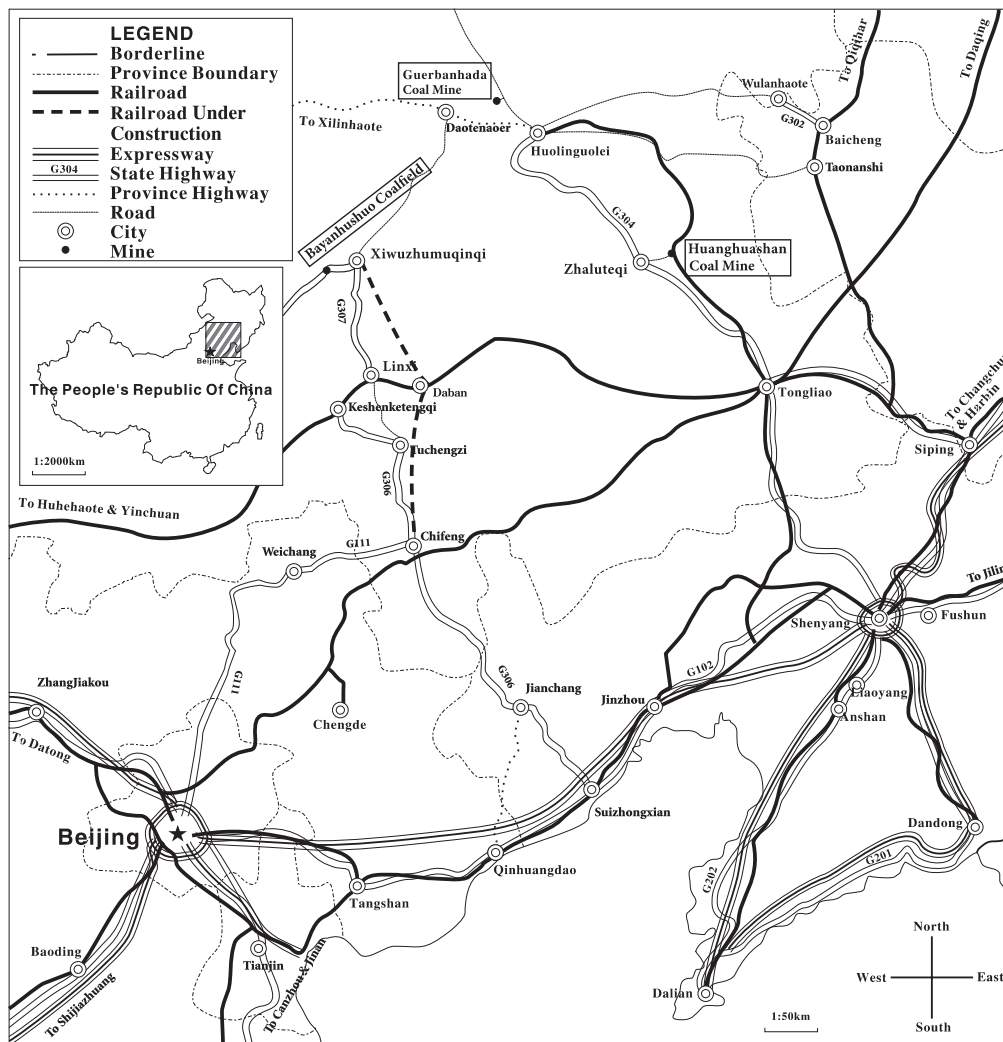 LEGEND
Borderline
Province Boundary
Railroad
Railroad Under
Construction
Expressway
G304
State Highway
Province Highway
Road
City
Mine
Beijing
The People's Republic Of China
1:2000km
Guerbanhada
Coal Mine
To Xilinhaote
Daotenaoer
Huolinguolei
Wulanhaote
G302
Baicheng
Taonanshi
To Qiqihar
To Daqing
Bayanhushuo Coalfield
Xiwuzhumuqinqi
G304
Zhaluteqi
Huanghuashan
Coal Mine
G307
Linxi
Daban
Keshenketengqi
Tuchengzi
G306
Tongliao
To Changchu
& Harbin
Siping
To Huhehaote & Yinchuan
Weichang
G111
Chifeng
To Jilin
Shenyang
Fushun
G111
G306
G102
ZhangJiakou
Chengde
Jianchang
Jinzhou
Liaoyang
Anshan
To Datong
Suizhongxian
Beijing
Dandong
Qinhuangdao
G201
G202
Tangshan
Baoding
Tianjin
To Canzhou & Jinan
To Shijiazhuang
Dalian
North
West
East
South
1:50km